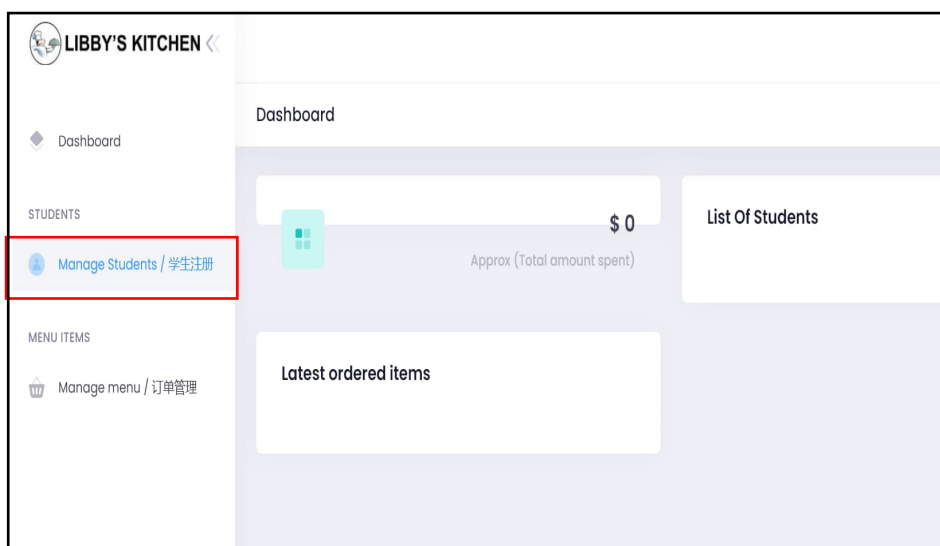 LIBBY'S KITCHEN
Dashboard
STUDENTS
Manage Students / 学生注册
MENU ITEMS
Manage menu / 订单管理
Dashboard
$ 0
Approx (Total amount spent)
List Of Students
Latest ordered items